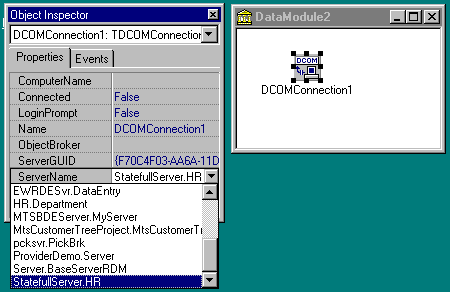 Object Inspector
DCOMConnection1: TDCOMConnection
Properties
Events
ComputerName
Connected False
LoginPrompt False
Name DCOMConnection1
ObjectBroker
ServerGUID {F70C4F03-AA6A-11D
ServerName StatefullServer.HR
EWRDESvr.DataEntry
HR.Department
MTSBDEServer.MyServer
MtsCustomerTreeProject.MtsCustomerT
pcksvr.PickBrk
ProviderDemo.Server
Server.BaseServerRDM
StatefullServer.HR
DataModule2
DCOM
DCOMConnection1